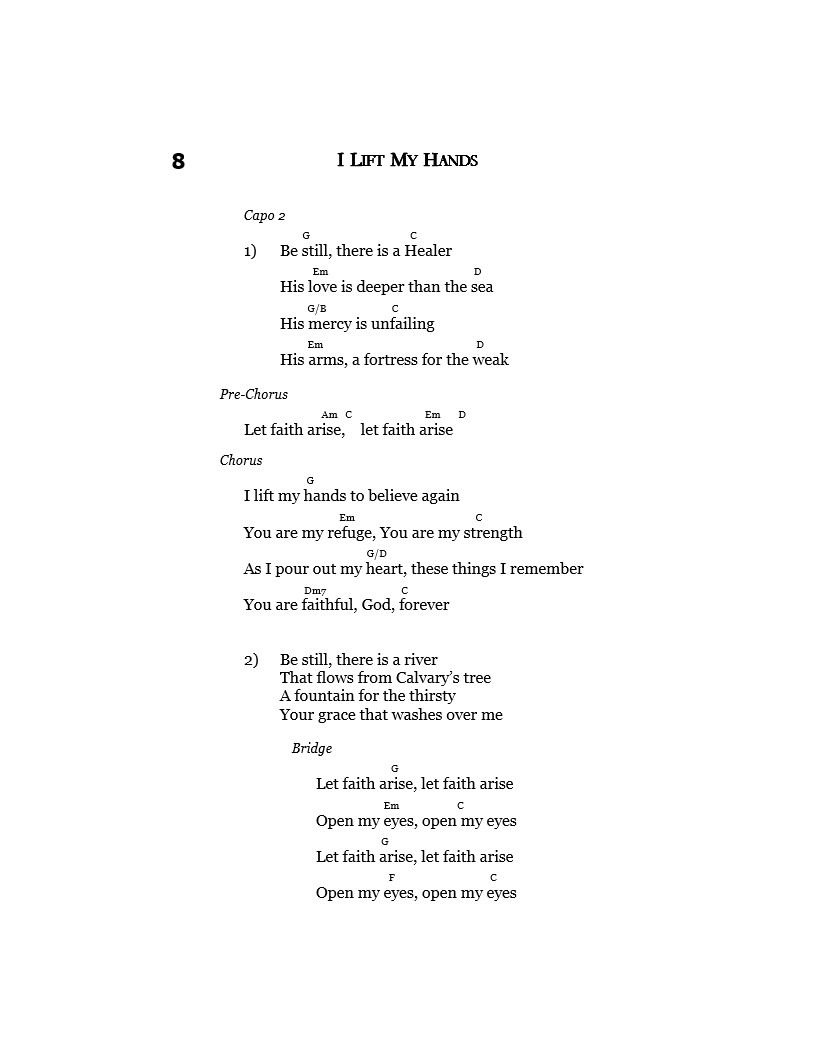 8 I LIFT MY HANDS
Capo 2
G C
1) Be still, there is a Healer
Em D
His love is deeper than the sea
G/B C
His mercy is unfailing
Em D
His arms, a fortress for the weak
Pre-Chorus
Am C Em D
Let faith arise, let faith arise
Chorus
G
I lift my hands to believe again
Em C
You are my refuge, You are my strength
G/D
As I pour out my heart, these things I remember
Dm7 C
You are faithful, God, forever
2) Be still, there is a river
That flows from Calvary's tree
A fountain for the thirsty
Your grace that washes over me
Bridge
G
Let faith arise, let faith arise
Em C
Open my eyes, open my eyes
G
Let faith arise, let faith arise
F C
Open my eyes, open my eyes